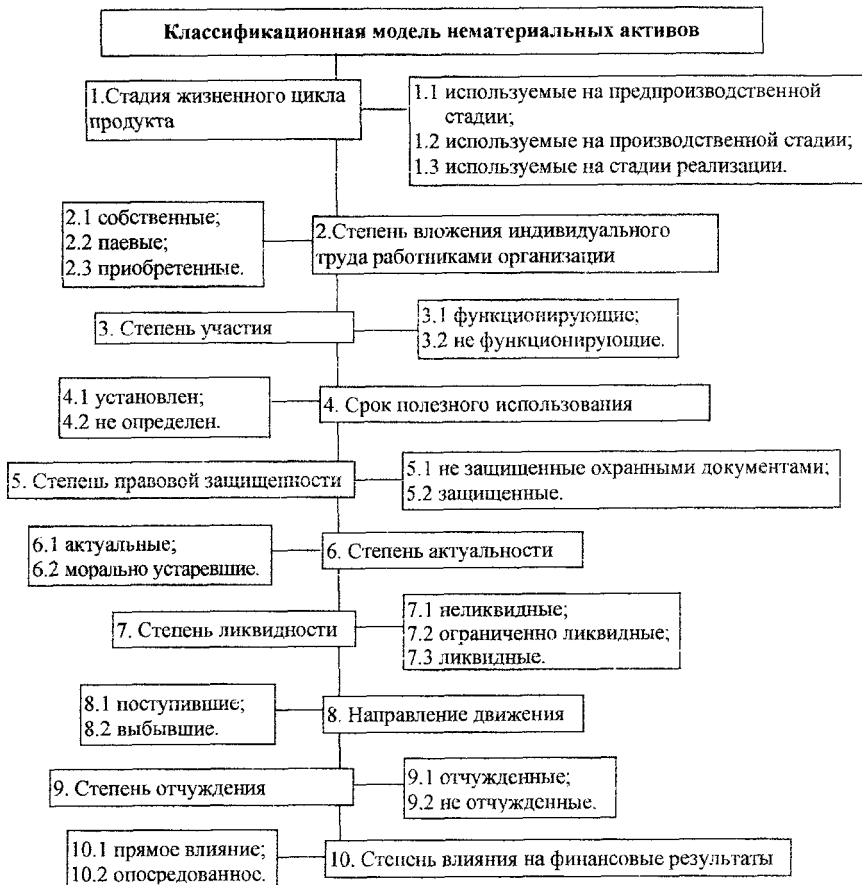 Классификационная модель нематериальных активов
1.Стадия жизненного цикла
продукта
1.1 используемые на предпроизводственной
стадии;
1.2 используемые на производственной стадии;
1.3 используемые на стадии реализации.
2.1 собственные;
2.2 паевые;
2.3 приобретенные.
2.Степень вложения индивидуального
труда работниками организации
3. Степень участия
3.1 функционирующие;
3.2 не функционирующие.
4.1 установлен;
4.2 не определен.
4. Срок полезного использования
5. Степень правовой защищенности
5.1 не защищенные охранными документами;
5.2 защищенные.
6.1 актуальные;
6.2 морально устаревшие.
6. Степень актуальности
7. Степень ликвидности
7.1 неликвидные;
7.2 ограниченно ликвидные;
7.3 ликвидные.
8.1 поступившие;
8.2 выбывшие.
8. Направление движения
9. Степень отчуждения
9.1 отчужденные;
9.2 не отчужденные.
10.1 прямое влияние;
10.2 опосредованное.
10. Степень влияния на финансовые результаты